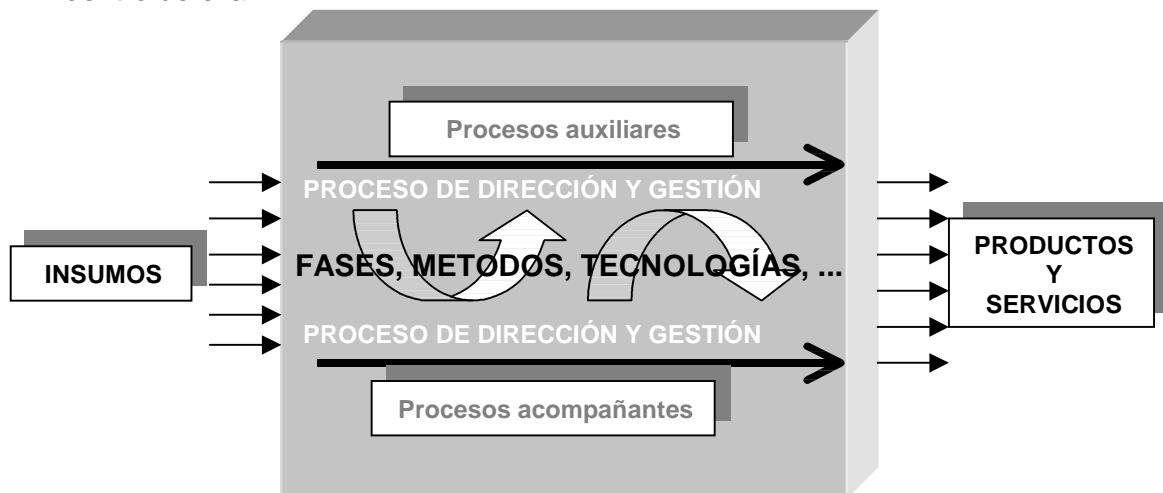 Procesos auxiliares
PROCESO DE DIRECCIÓN Y GESTIÓN
INSUMOS
FASES, METODOS, TECNOLOGÍAS, ...
PRODUCTOS
Y
SERVICIOS
PROCESO DE DIRECCIÓN Y GESTIÓN
Procesos acompañantes